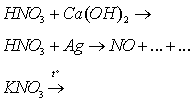 HNO₃ + Ca(OH)₂ →
HNO₃ + Ag → NO + ... + ...
KNO₃ →^{t°}